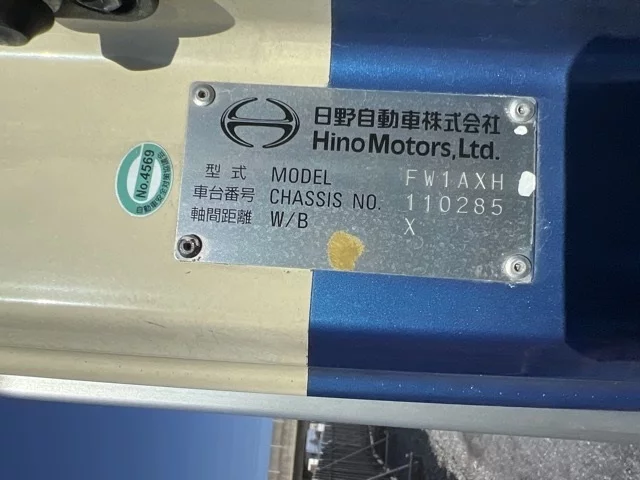 日野自動車株式会社
Hino Motors, Ltd.
型式 MODEL FW1AXH
車台番号 CHASSIS NO. 110285
軸間距離 W/B X
No.4569